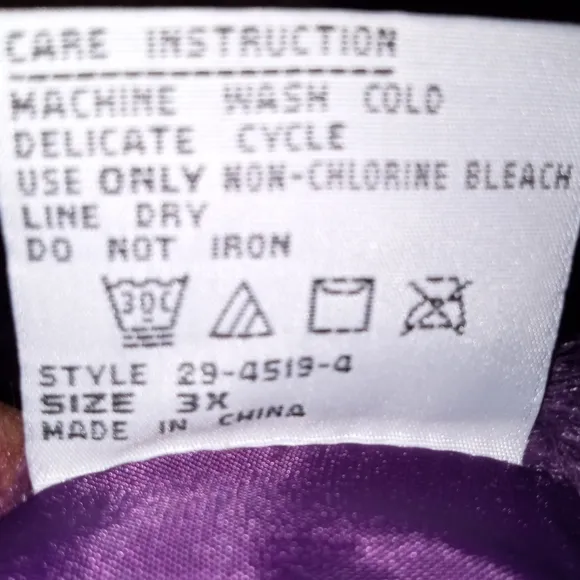 CARE INSTRUCTION
MACHINE WASH COLD
DELICATE CYCLE
USE ONLY NON-CHLORINE BLEACH
LINE DRY
DO NOT IRON
30C
STYLE 29-4519-4
SIZE 3X
MADE IN CHINA